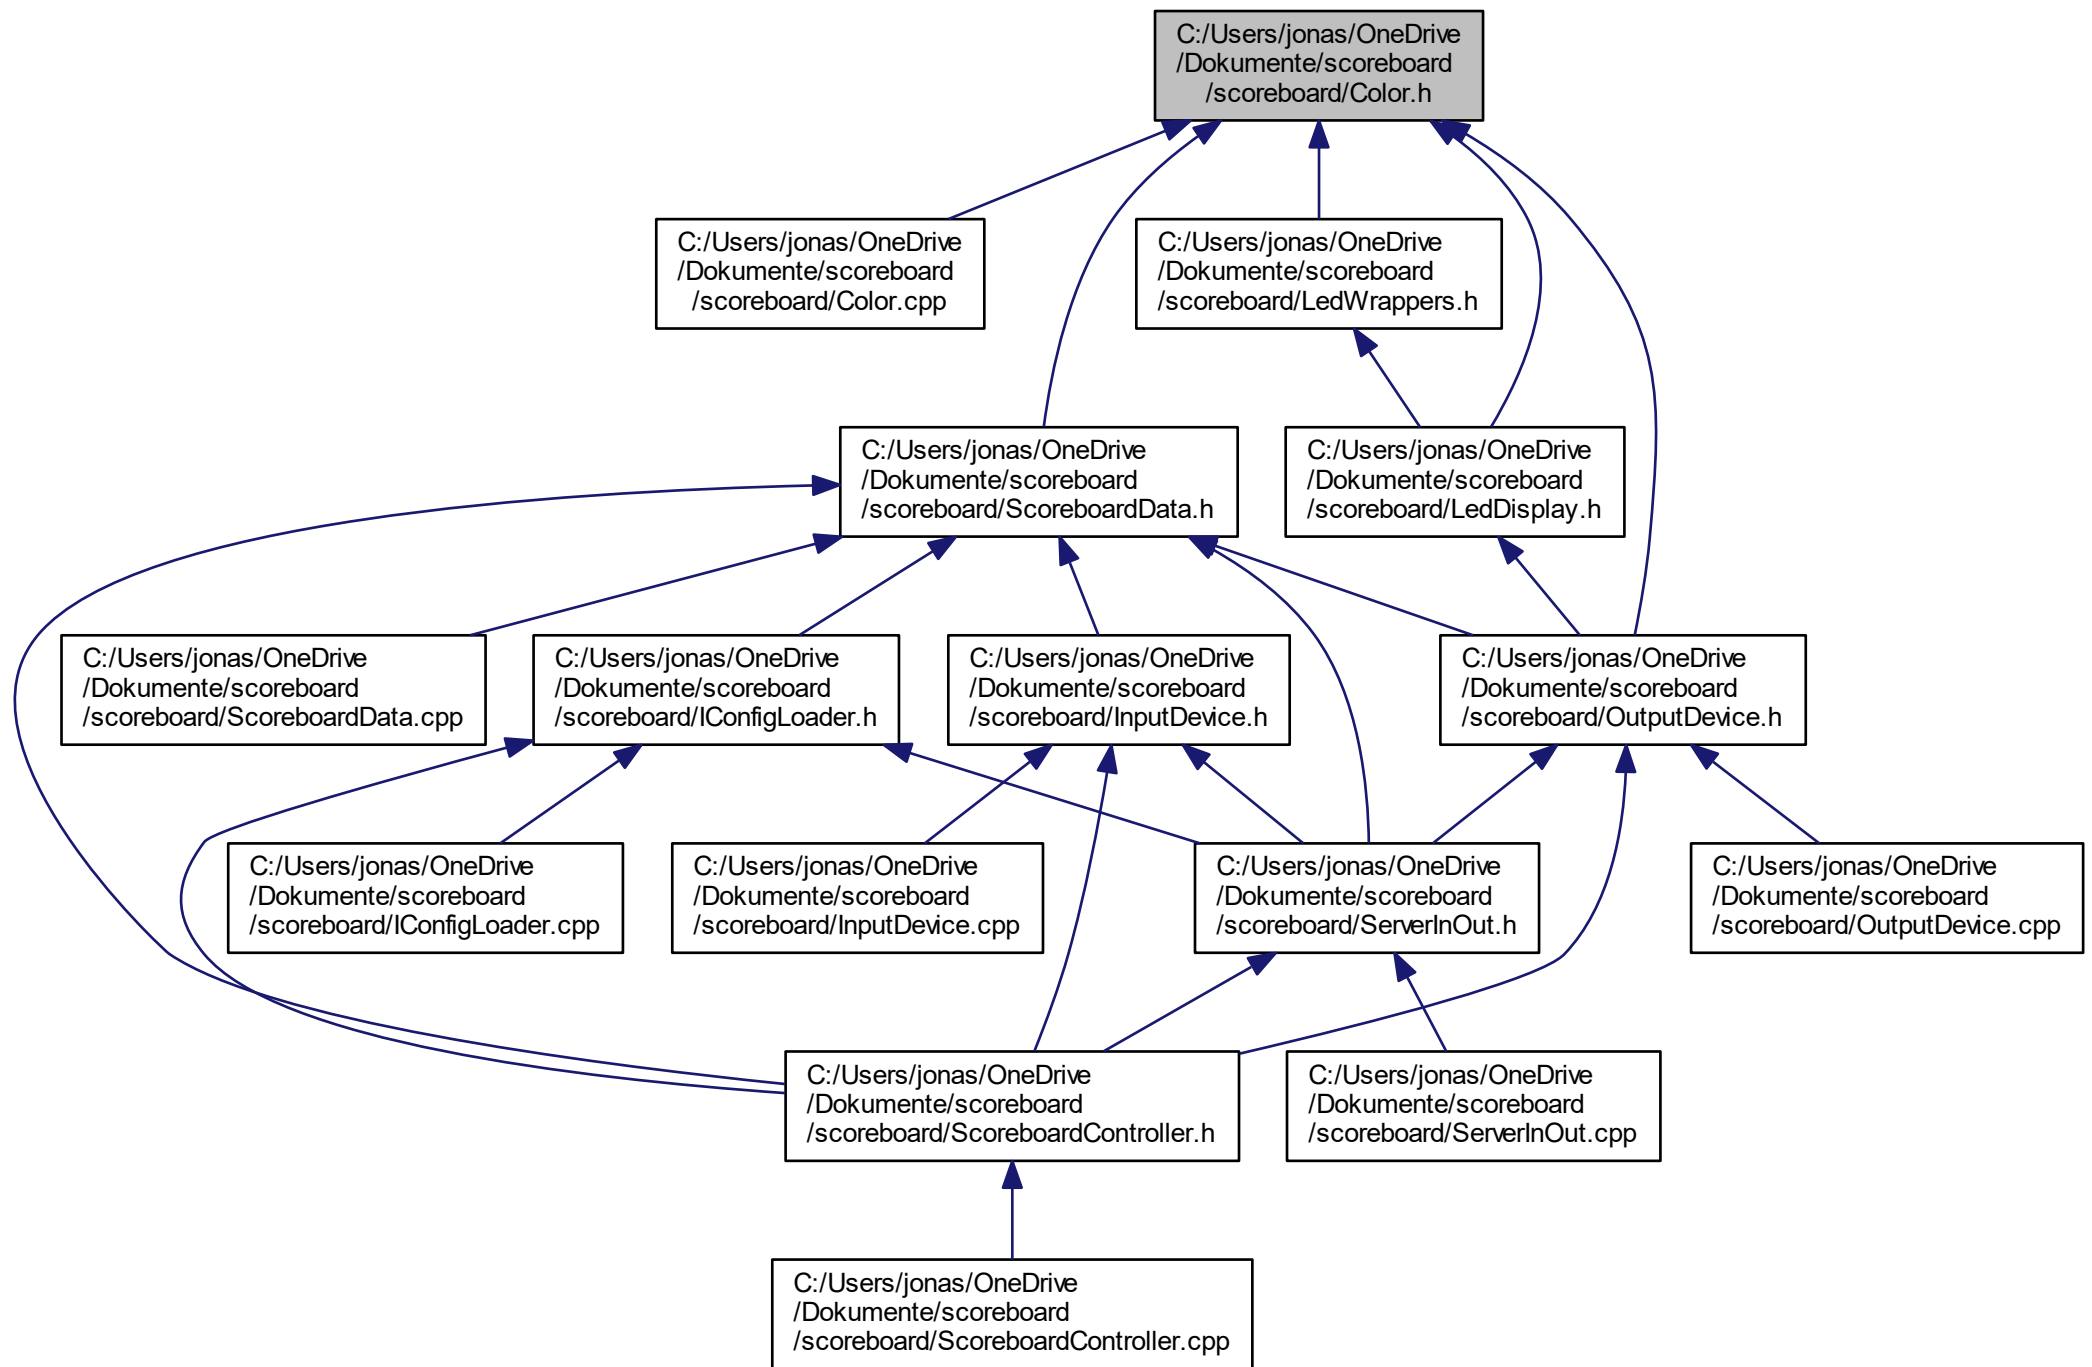 C:/Users/jonas/OneDrive
/Dokumente/scoreboard
/scoreboard/Color.h
C:/Users/jonas/OneDrive
/Dokumente/scoreboard
/scoreboard/Color.cpp
C:/Users/jonas/OneDrive
/Dokumente/scoreboard
/scoreboard/LedWrappers.h
C:/Users/jonas/OneDrive
/Dokumente/scoreboard
/scoreboard/ScoreboardData.h
C:/Users/jonas/OneDrive
/Dokumente/scoreboard
/scoreboard/LedDisplay.h
C:/Users/jonas/OneDrive
/Dokumente/scoreboard
/scoreboard/ScoreboardData.cpp
C:/Users/jonas/OneDrive
/Dokumente/scoreboard
/scoreboard/IConfigLoader.h
C:/Users/jonas/OneDrive
/Dokumente/scoreboard
/scoreboard/InputDevice.h
C:/Users/jonas/OneDrive
/Dokumente/scoreboard
/scoreboard/OutputDevice.h
C:/Users/jonas/OneDrive
/Dokumente/scoreboard
/scoreboard/IConfigLoader.cpp
C:/Users/jonas/OneDrive
/Dokumente/scoreboard
/scoreboard/InputDevice.cpp
C:/Users/jonas/OneDrive
/Dokumente/scoreboard
/scoreboard/ServerInOut.h
C:/Users/jonas/OneDrive
/Dokumente/scoreboard
/scoreboard/OutputDevice.cpp
C:/Users/jonas/OneDrive
/Dokumente/scoreboard
/scoreboard/ScoreboardController.h
C:/Users/jonas/OneDrive
/Dokumente/scoreboard
/scoreboard/ServerInOut.cpp
C:/Users/jonas/OneDrive
/Dokumente/scoreboard
/scoreboard/ScoreboardController.cpp